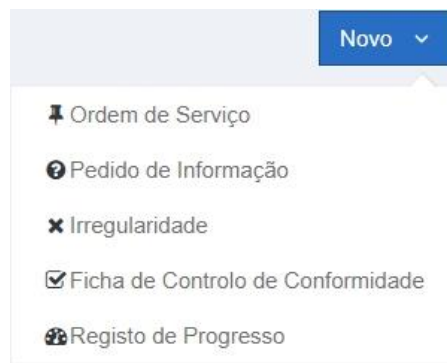 Novo
Ordem de Serviço
Pedido de Informação
Irregularidade
Ficha de Controlo de Conformidade
Registo de Progresso